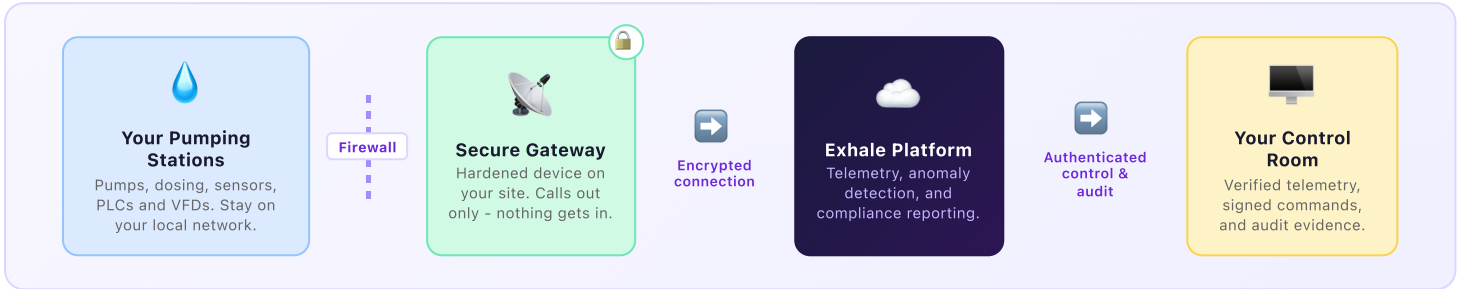 Your Pumping
Stations
Pumps, dosing, sensors,
PLCs and VFDs. Stay on
your local network.
Firewall
Secure Gateway
Hardened device on
your site. Calls out
only - nothing gets in.
Encrypted
connection
Exhale Platform
Telemetry, anomaly
detection, and
compliance reporting.
Authenticated
control &
audit
Your Control
Room
Verified telemetry,
signed commands,
and audit evidence.